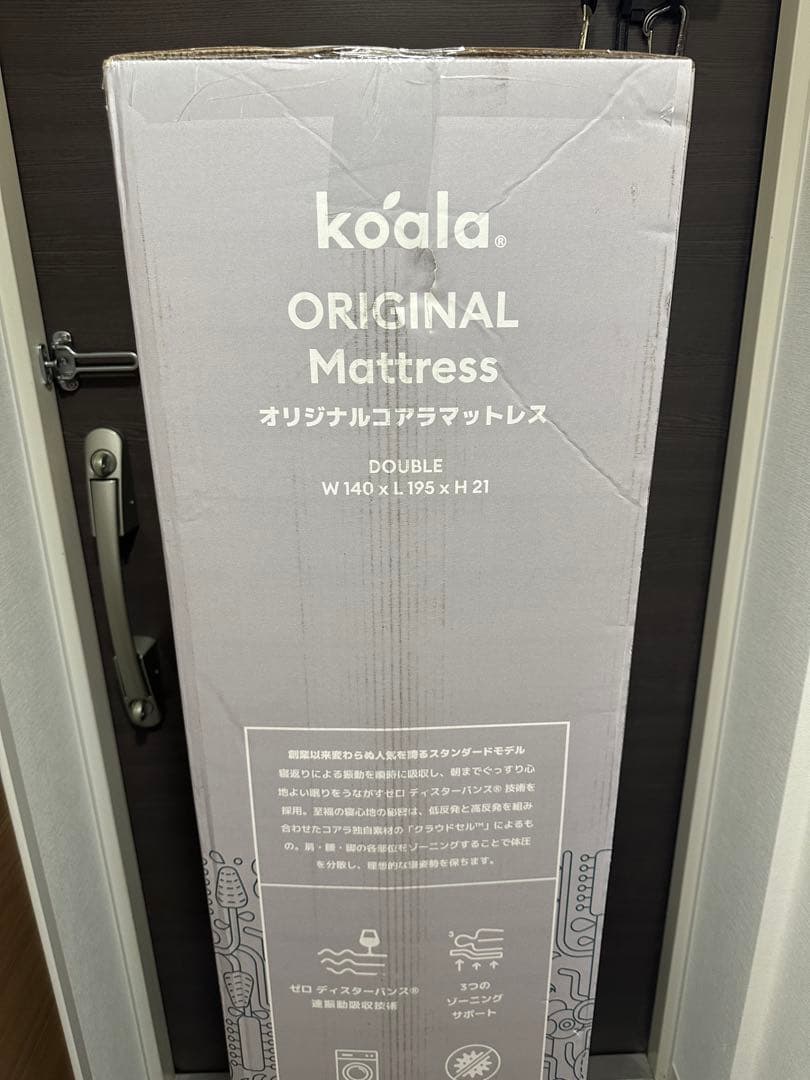 koala®
ORIGINAL
Mattress
オリジナルコアラマットレス
DOUBLE
W 140 x L 195 x H 21
創業以来変わらぬ人気を誇るスタンダードモデル
寝返りによる振動を瞬時に吸収し、朝までぐっすり心
地よい眠りをうながすゼロ ディスターバンス® 技術を
採用。至福の寝心地の秘密は、低反発と高反発を組み
合わせたコアラ独自素材の「クラウドセル™」によるも
の。肩・腰・脚の各部位をゾーニングすることで体圧
を分散し、理想的な寝姿勢を保ちます。
3
ゼロ ディスターバンス®
速振動吸収技術
3つの
ゾーニング
サポート